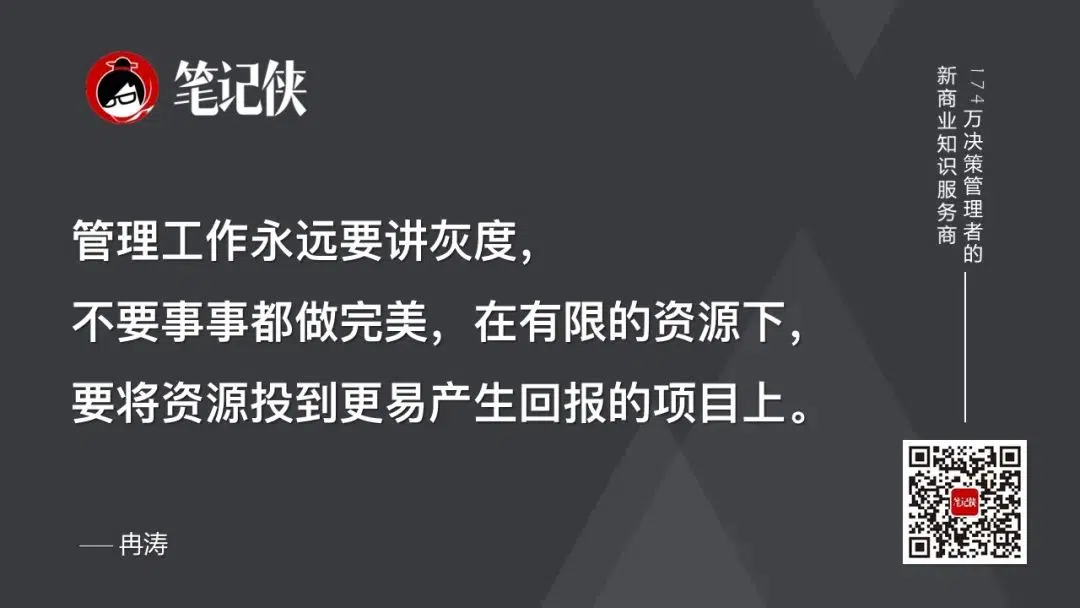 笔记侠
174万决策管理者的
新商业知识服务商
管理工作永远要讲灰度，
不要事事都做完美，在有限的资源下，
要将资源投到更易产生回报的项目上。
—— 冉涛
笔记侠